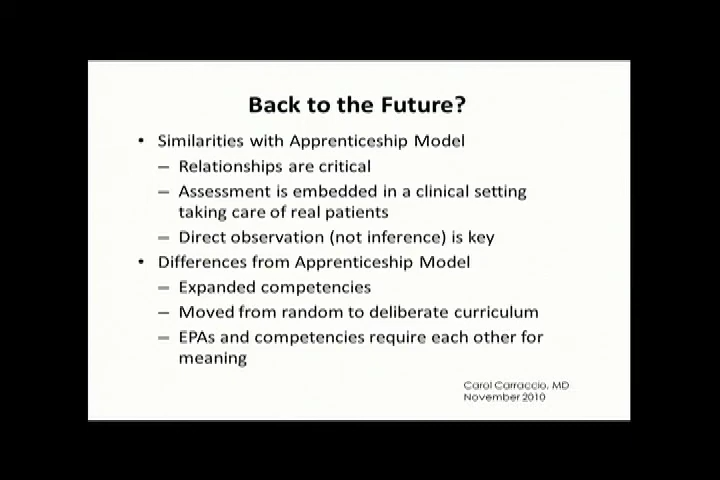 Back to the Future?
• Similarities with Apprenticeship Model
– Relationships are critical
– Assessment is embedded in a clinical setting
taking care of real patients
– Direct observation (not inference) is key
• Differences from Apprenticeship Model
– Expanded competencies
– Moved from random to deliberate curriculum
– EPAs and competencies require each other for
meaning
Carol Carraccio, MD
November 2010